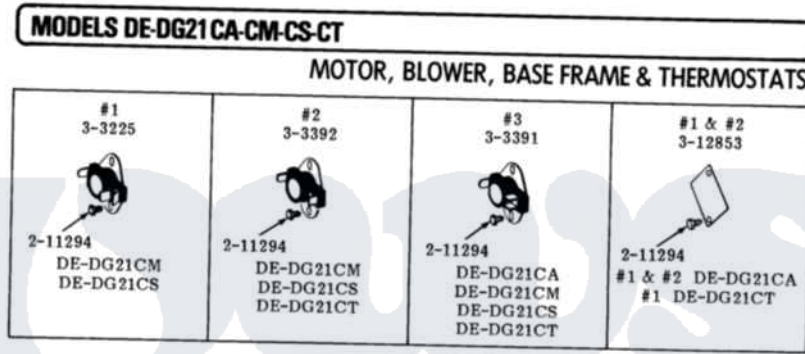 MODELS DE-DG21CA-CM-CS-CT
MOTOR, BLOWER, BASE FRAME & THERMOSTATS
#1
3-3225
2-11294
DE-DG21CM
DE-DG21CS
#2
3-3392
2-11294
DE-DG21CM
DE-DG21CS
DE-DG21CT
#3
3-3391
2-11294
DE-DG21CA
DE-DG21CM
DE-DG21CS
DE-DG21CT
#1 & #2
3-12853
2-11294
#1 & #2 DE-DG21CA
#1 DE-DG21CT